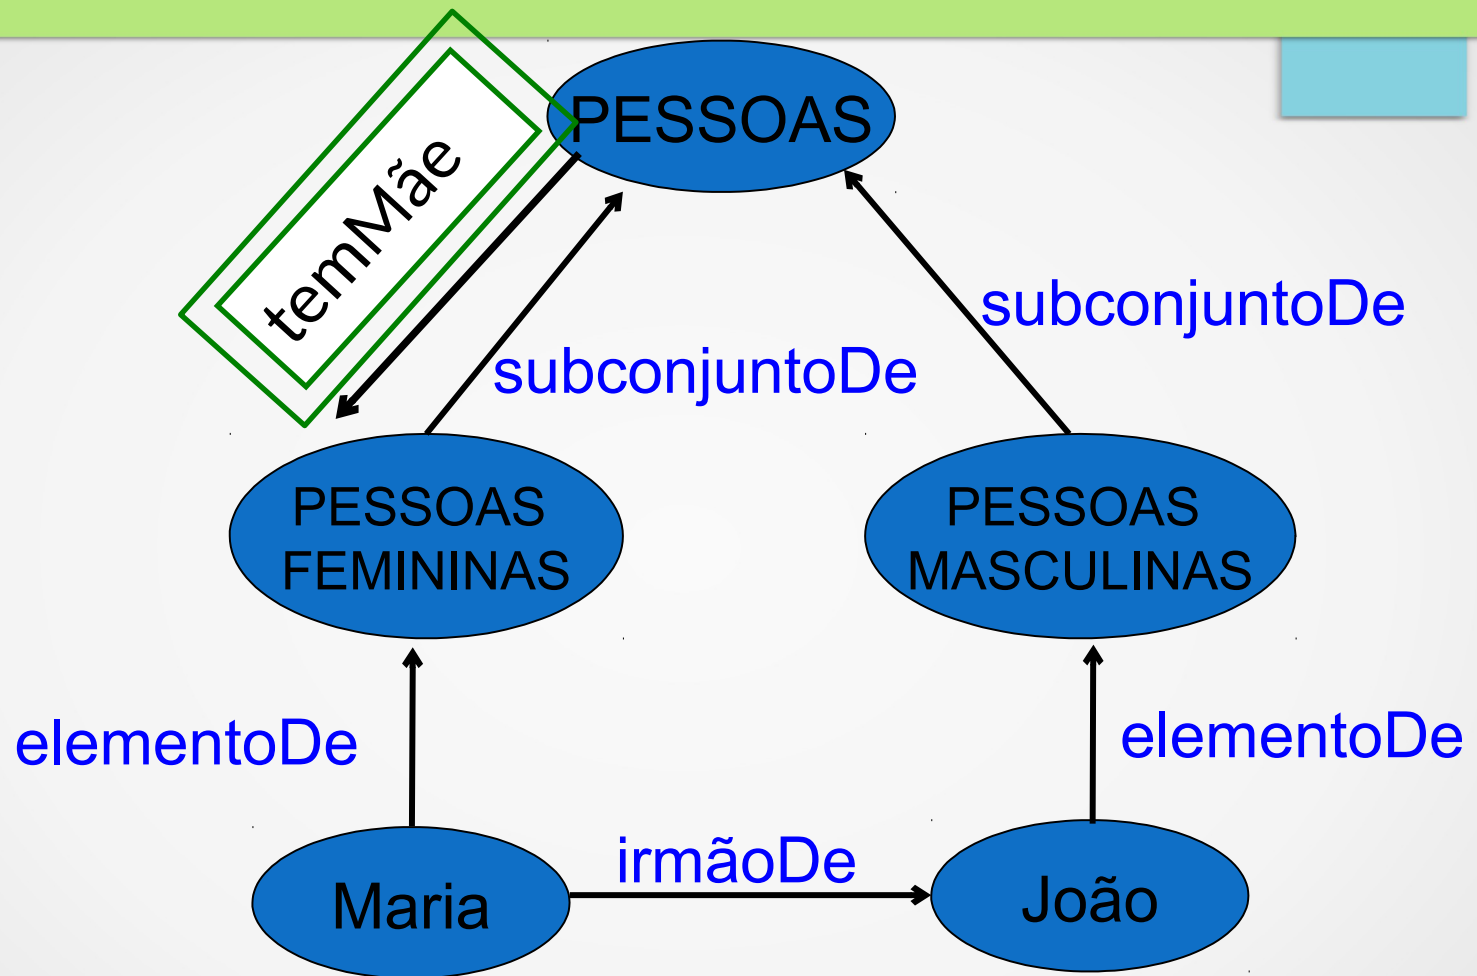 PESSOAS
temMãe
subconjuntoDe
subconjuntoDe
PESSOAS
FEMININAS
PESSOAS
MASCULINAS
elementoDe
elementoDe
irmãoDe
Maria
João